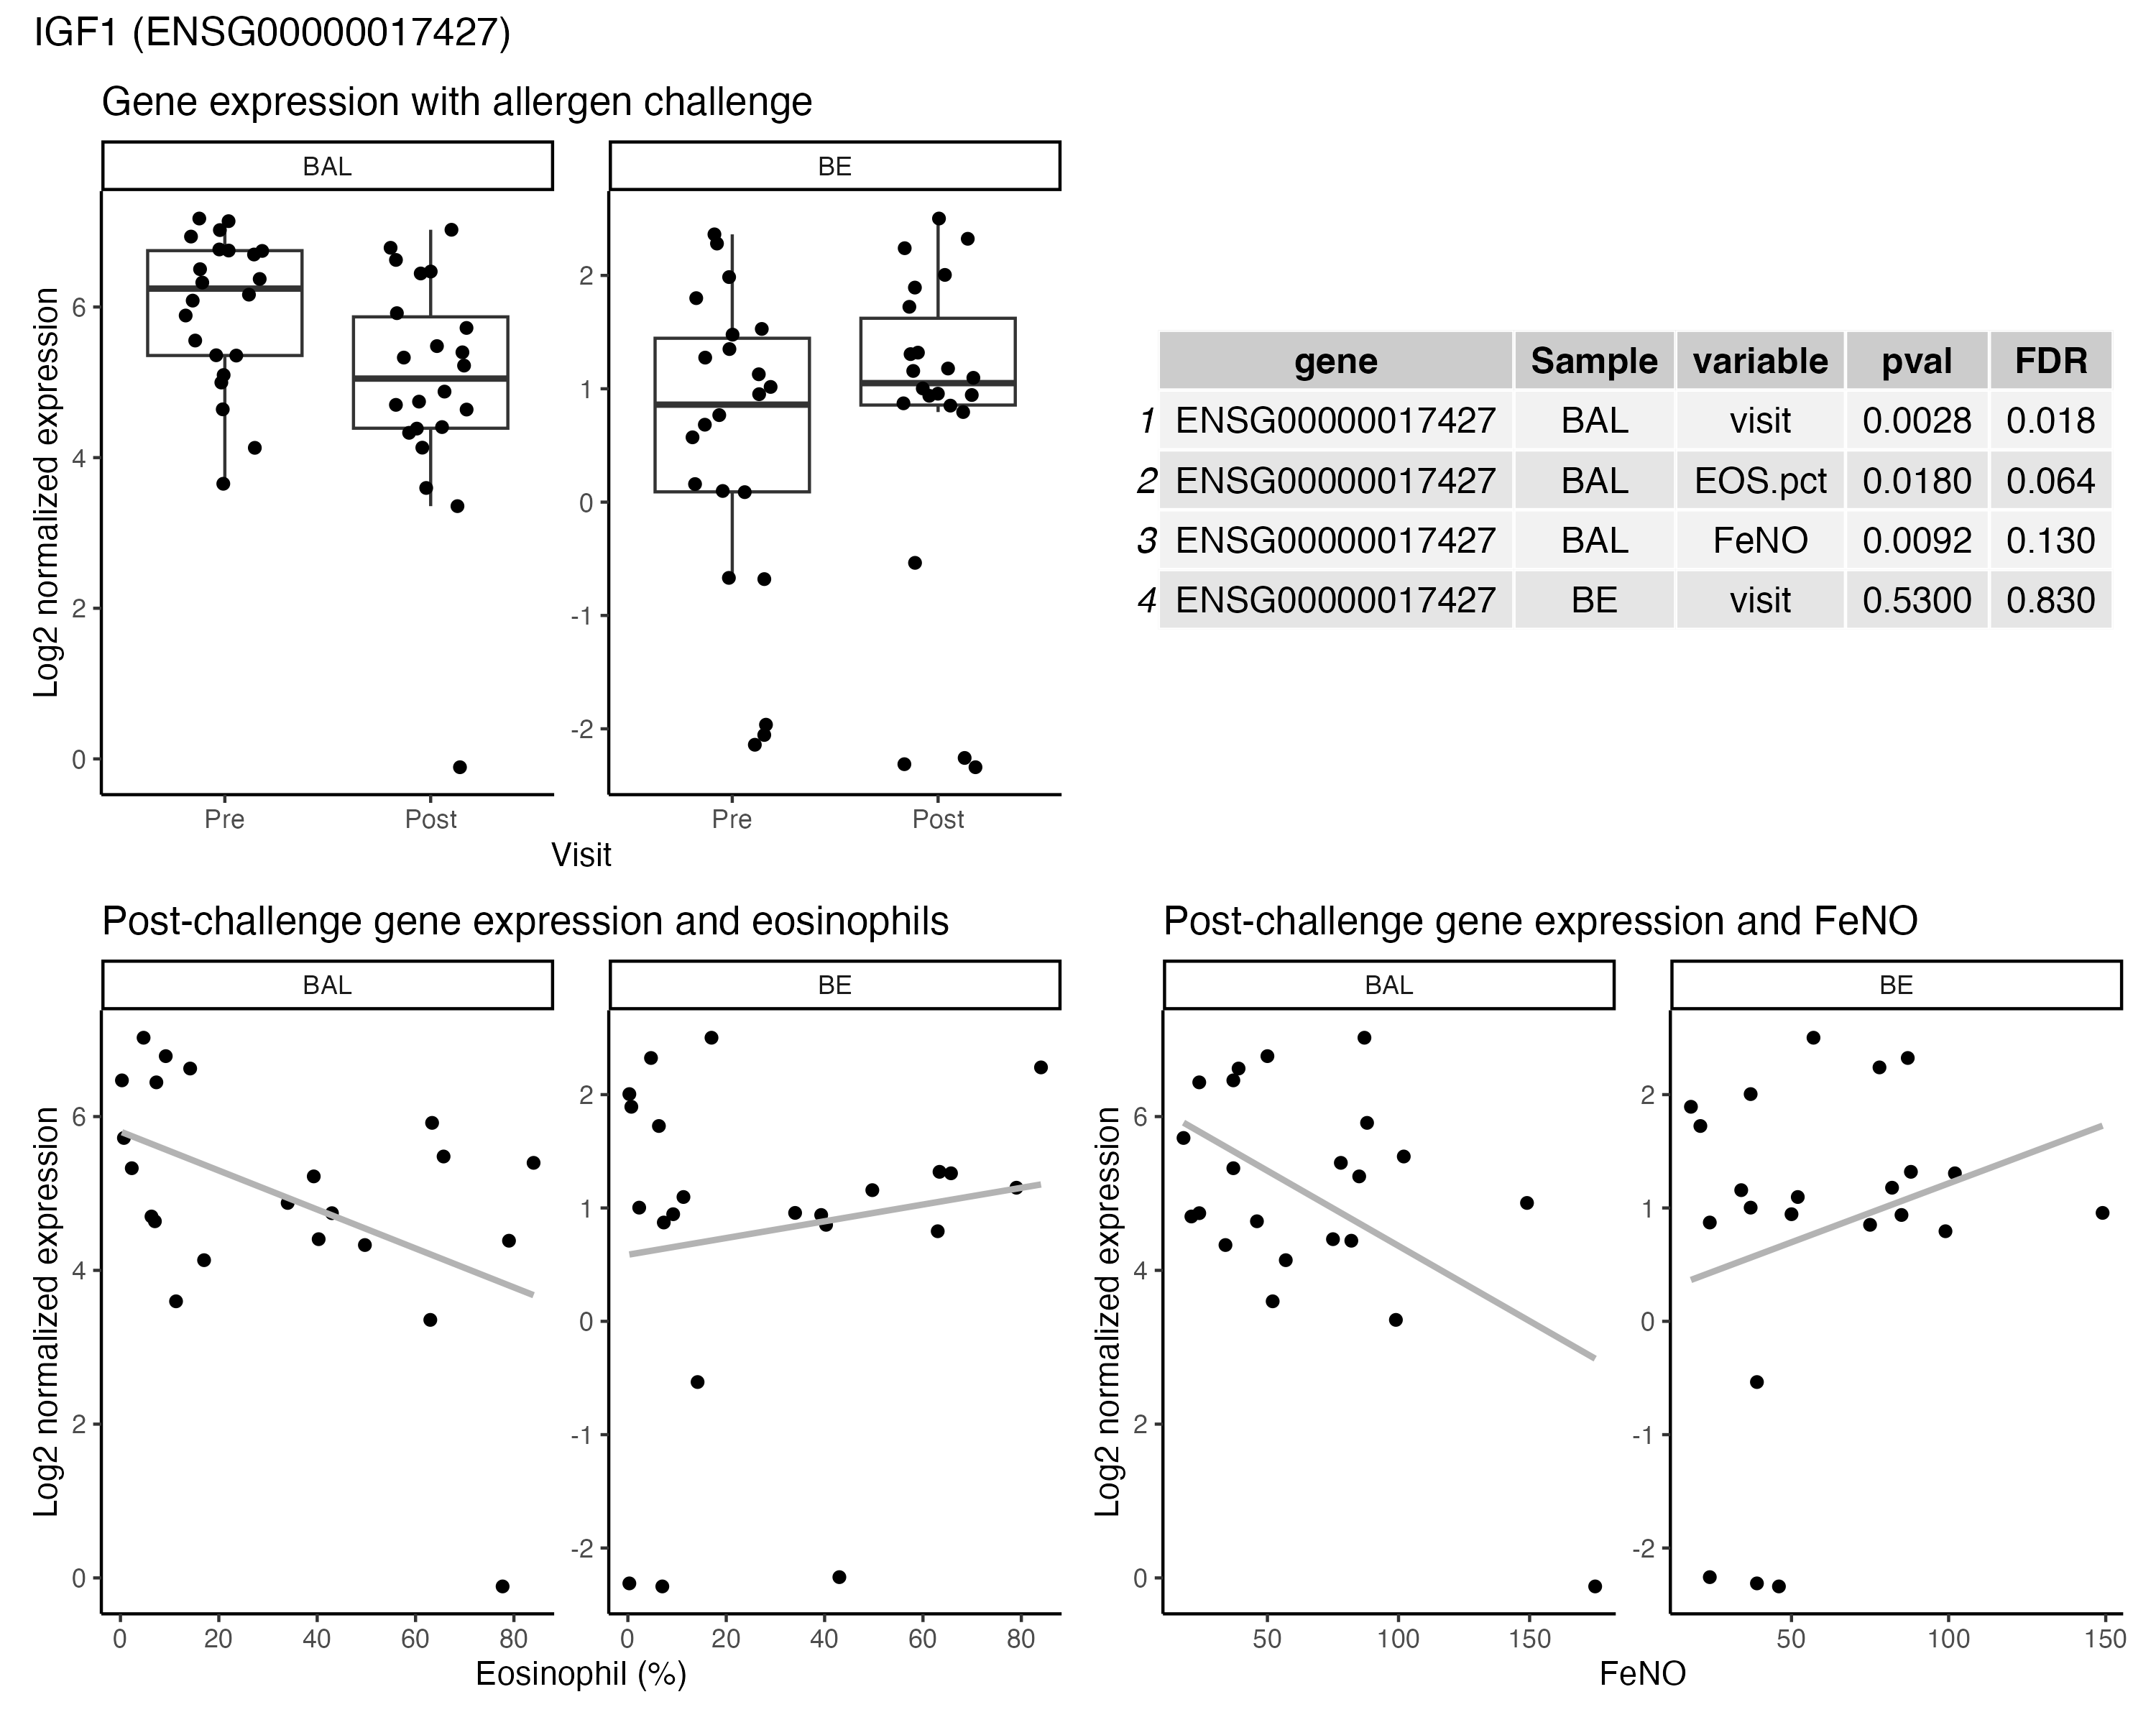 IGF1 (ENSG00000017427)
Gene expression with allergen challenge
BAL
BE
Log2 normalized expression
6
4
2
0
2
1
0
-1
-2
Pre
Post
Pre
Post
Visit
gene Sample variable pval FDR
1 ENSG00000017427 BAL visit 0.0028 0.018
2 ENSG00000017427 BAL EOS.pct 0.0180 0.064
3 ENSG00000017427 BAL FeNO 0.0092 0.130
4 ENSG00000017427 BE visit 0.5300 0.830
Post-challenge gene expression and eosinophils
BAL
BE
Log2 normalized expression
6
4
2
0
2
1
0
-1
-2
0 20 40 60 80
0 20 40 60 80
Eosinophil (%)
Post-challenge gene expression and FeNO
BAL
BE
Log2 normalized expression
6
4
2
0
2
1
0
-1
-2
50 100 150
50 100 150
FeNO